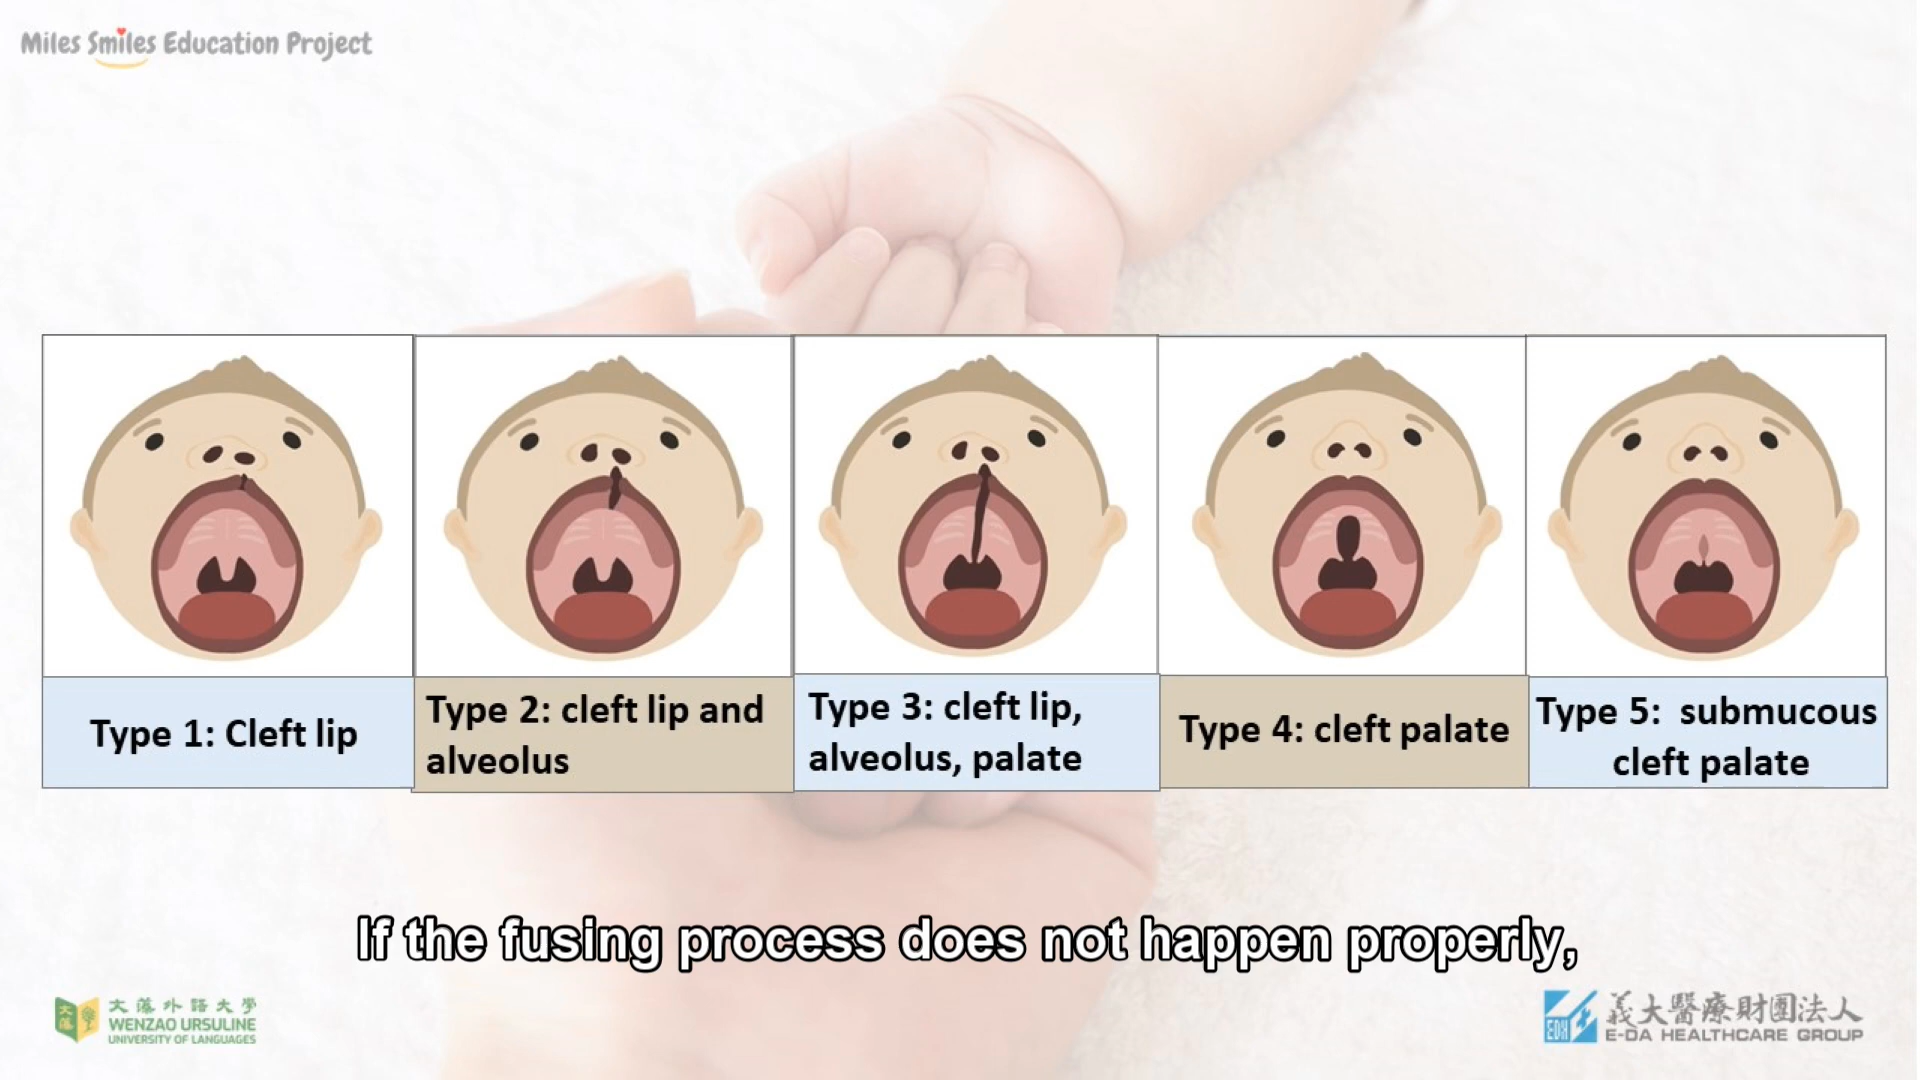 Miles Smiles Education Project
Type 1: Cleft lip
Type 2: cleft lip and
alveolus
Type 3: cleft lip,
alveolus, palate
Type 4: cleft palate
Type 5: submucous
cleft palate
If the fusing process does not happen properly,
文藻
文藻外語大學
WENZAO URSULINE
UNIVERSITY OF LANGUAGES
EDH
義大醫療財團法人
E-DA HEALTHCARE GROUP